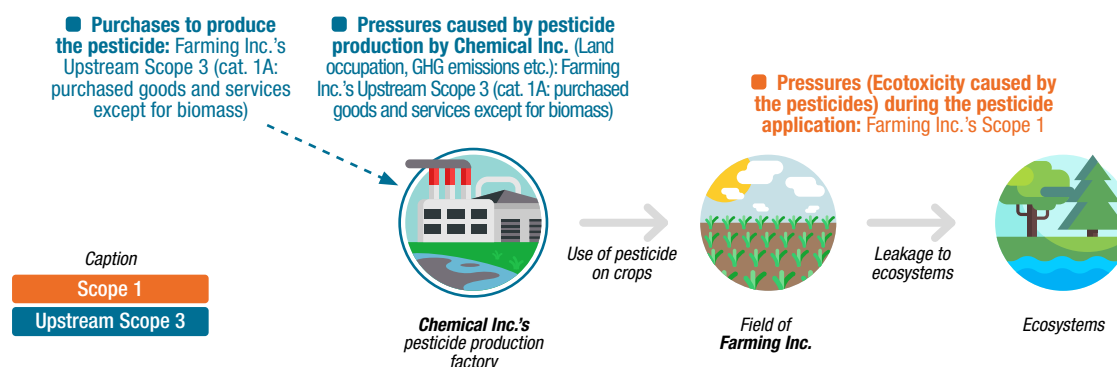 Purchases to produce
the pesticide: Farming Inc.'s
Upstream Scope 3 (cat. 1A:
purchased goods and services
except for biomass)
Pressures caused by pesticide
production by Chemical Inc. (Land
occupation, GHG emissions etc.): Farming
Inc.'s Upstream Scope 3 (cat. 1A: purchased
goods and services except for biomass)
Pressures (Ecotoxicity caused by
the pesticides) during the pesticide
application: Farming Inc.'s Scope 1
Use of pesticide
on crops
Leakage to
ecosystems
Caption
Scope 1
Upstream Scope 3
Chemical Inc.'s
pesticide production
factory
Field of
Farming Inc.
Ecosystems